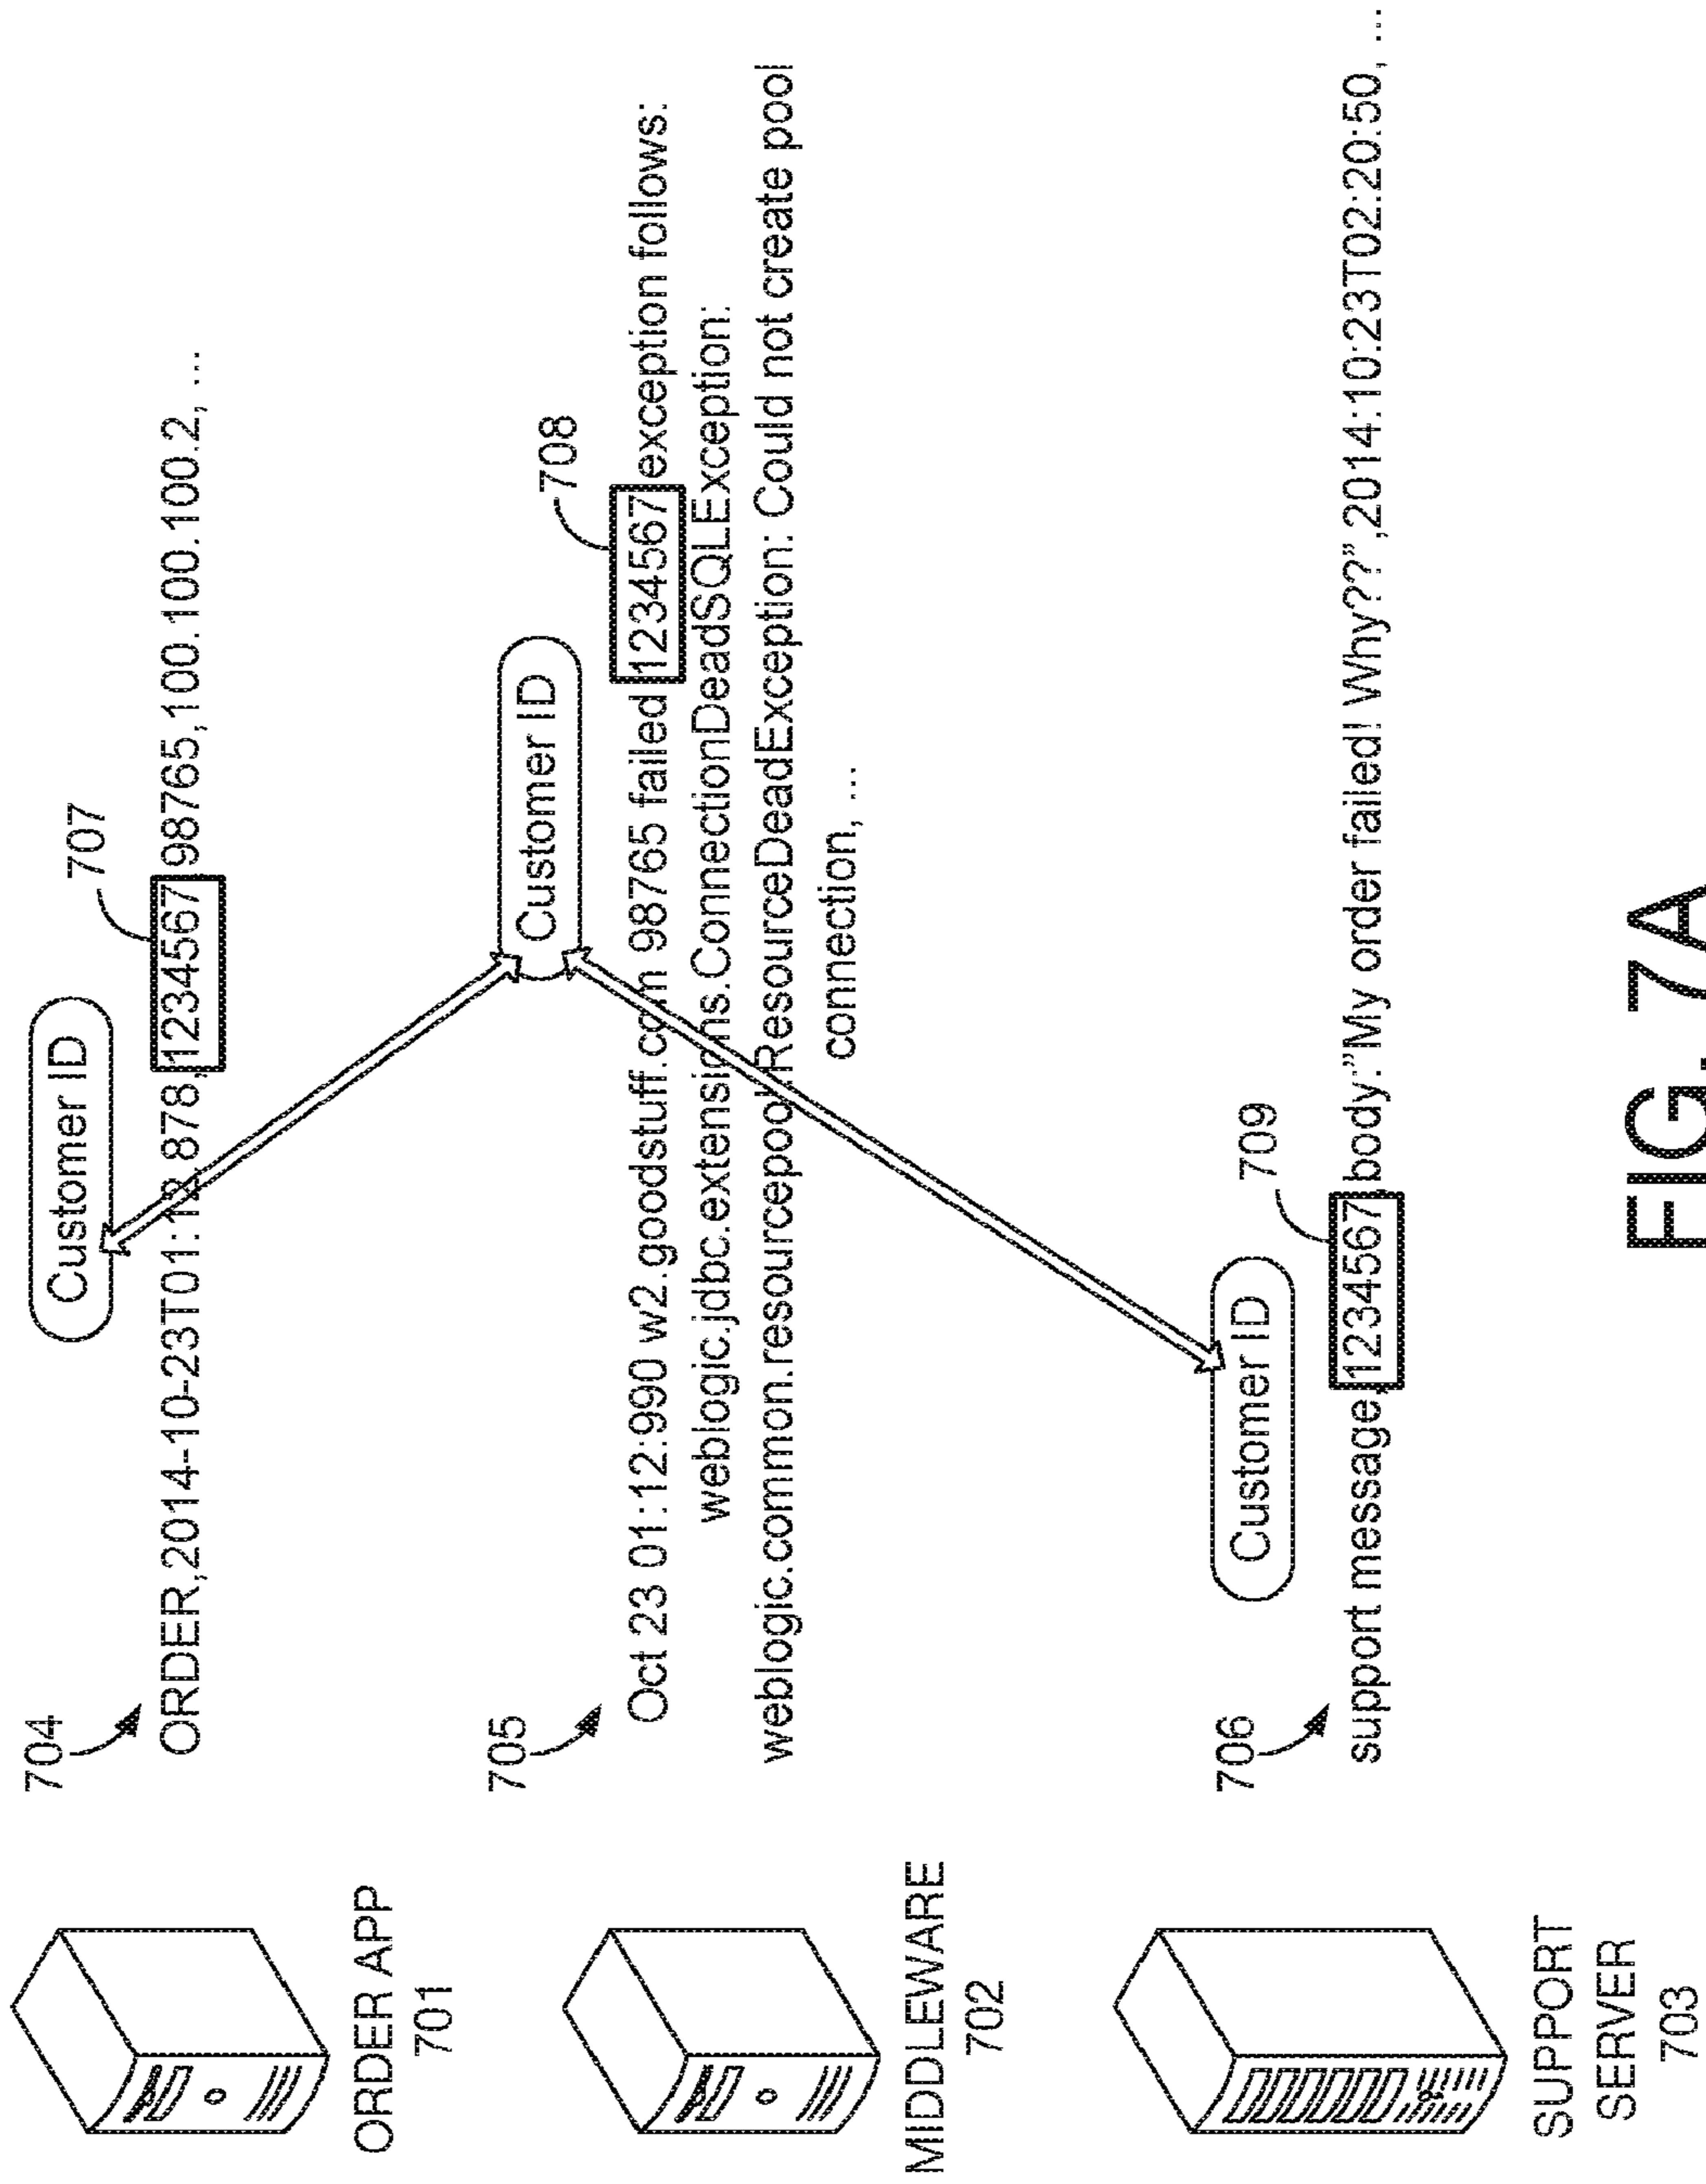 704
Customer ID
707
ORDER,2014-10-23T01:12.878,1234567,98765,100.100.100.2, ...
ORDER APP
701
705
Customer ID
708
Oct 23 01:12:990 w2.goodstuff.com 98765 failed 1234567 exception follows:
weblogic.jdbc.extensions.ConnectionDeadSQLException:
weblogic.common.resourcepool.ResourceDeadException: Could not create pool
connection, ...
MIDDLEWARE
702
706
Customer ID
709
support message,1234567,body:”My order failed! Why???”,2014:10:23T02:20:50, ...
SUPPORT
SERVER
703
FIG. 7A